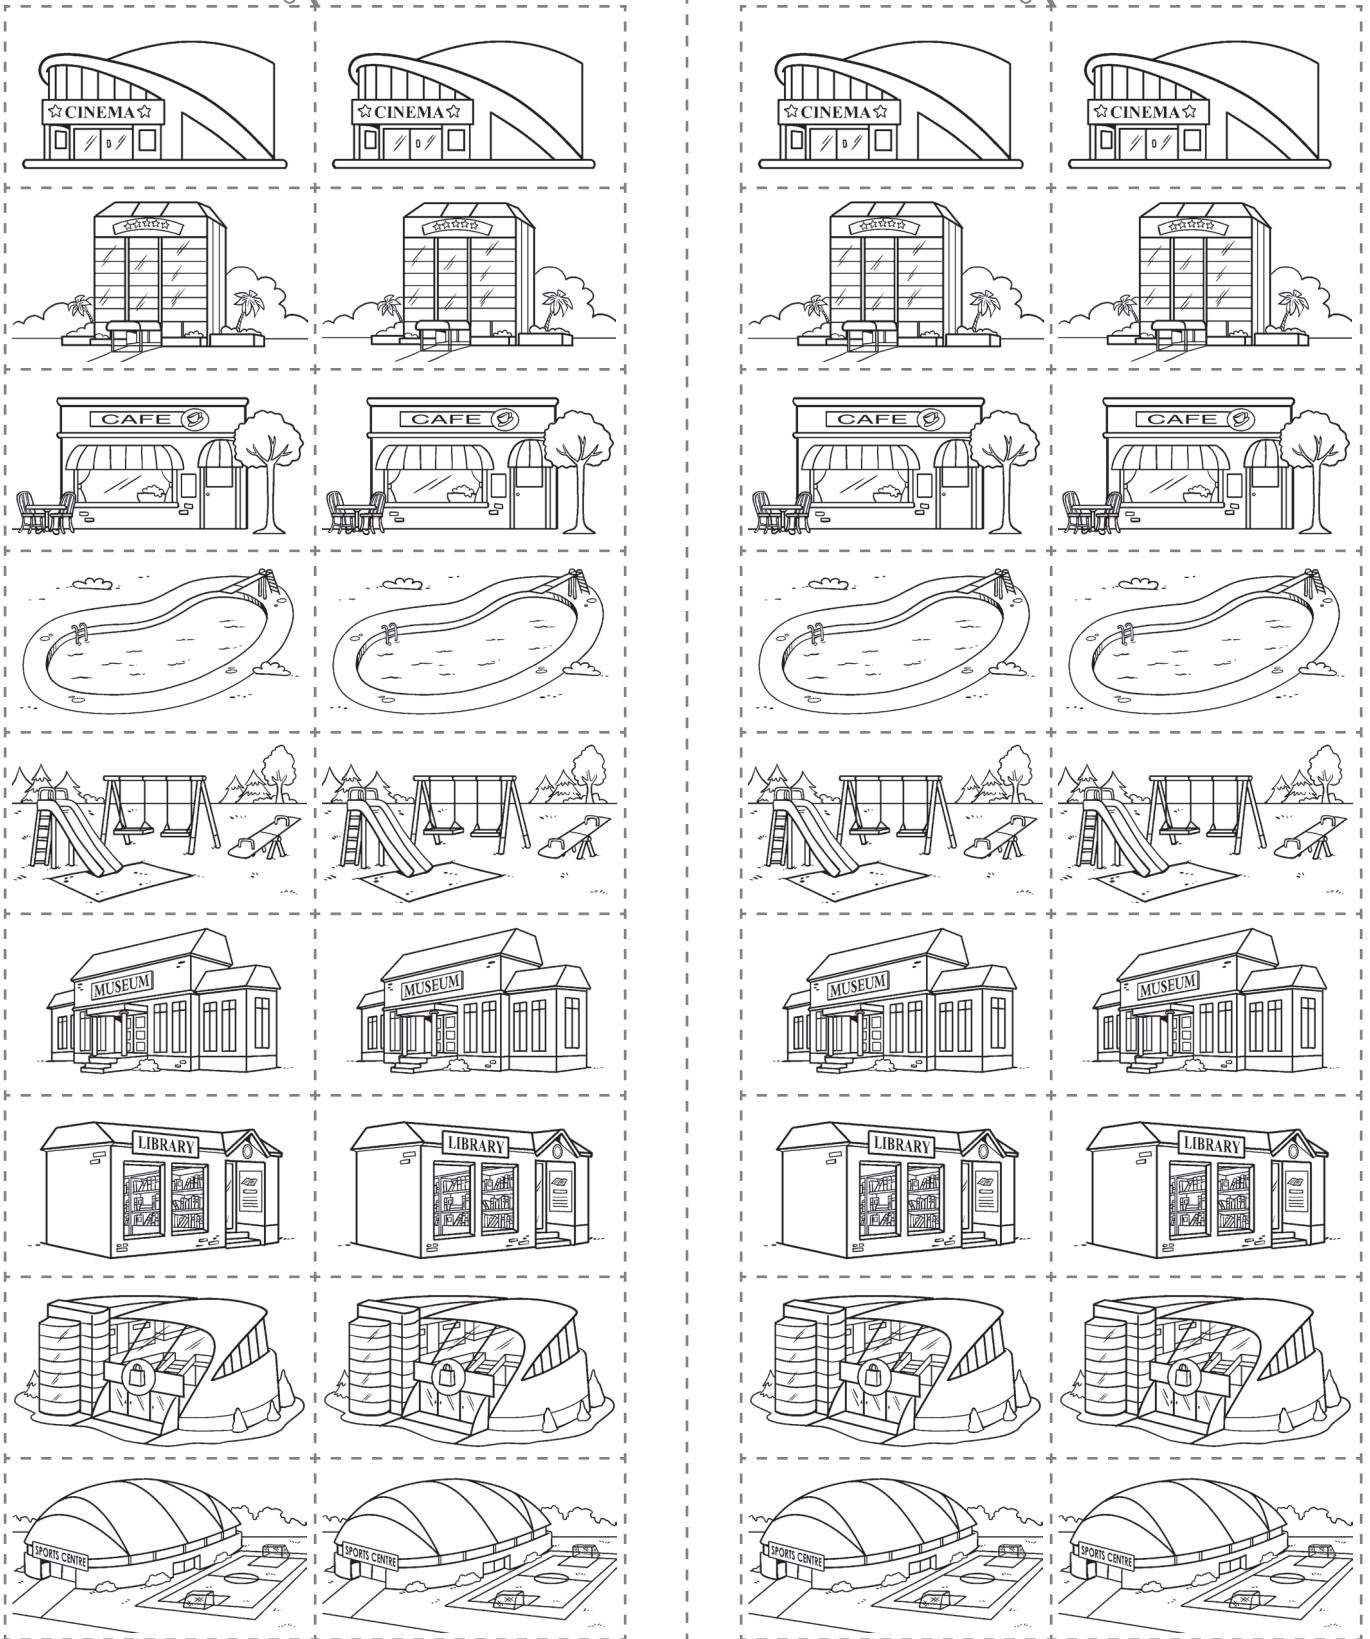 ☆CINEMA☆ ☆CINEMA☆ ☆CINEMA☆ ☆CINEMA☆
☆☆☆☆☆ ☆☆☆☆☆ ☆☆☆☆☆ ☆☆☆☆☆
CAFE CAFE CAFE CAFE
MUSEUM MUSEUM MUSEUM MUSEUM
LIBRARY LIBRARY LIBRARY LIBRARY
SPORTS CENTRE SPORTS CENTRE SPORTS CENTRE SPORTS CENTRE